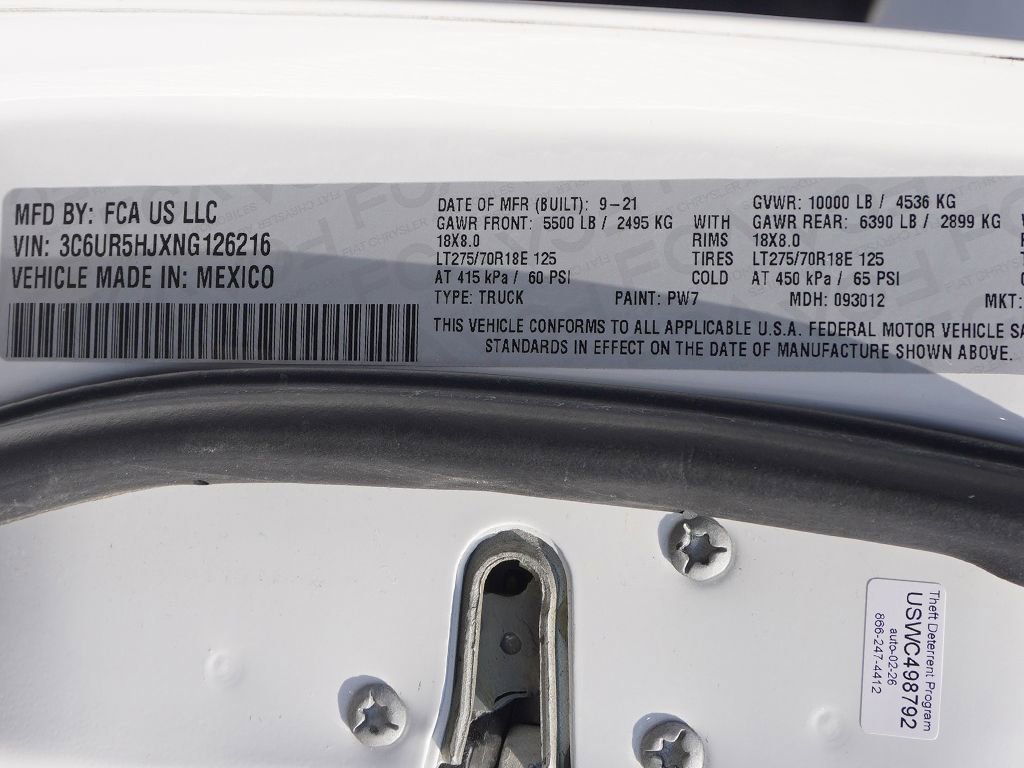 MFD BY: FCA US LLC
VIN: 3C6UR5HJXNG126216
VEHICLE MADE IN: MEXICO
DATE OF MFR (BUILT): 9-21 GVWR: 10000 LB / 4536 KG
GAWR FRONT: 5500 LB / 2495 KG WITH GAWR REAR: 6390 LB / 2899 KG
18X8.0 RIMS 18X8.0
LT275/70R18E 125 TIRES LT275/70R18E 125
AT 415 kPa / 60 PSI COLD AT 450 kPa / 65 PSI
TYPE: TRUCK PAINT: PW7 MDH: 093012 MKT:
THIS VEHICLE CONFORMS TO ALL APPLICABLE U.S.A. FEDERAL MOTOR VEHICLE SA
STANDARDS IN EFFECT ON THE DATE OF MANUFACTURE SHOWN ABOVE.
Theft Deterrent Program
USWC498792
auto-02-26
866-247-4412